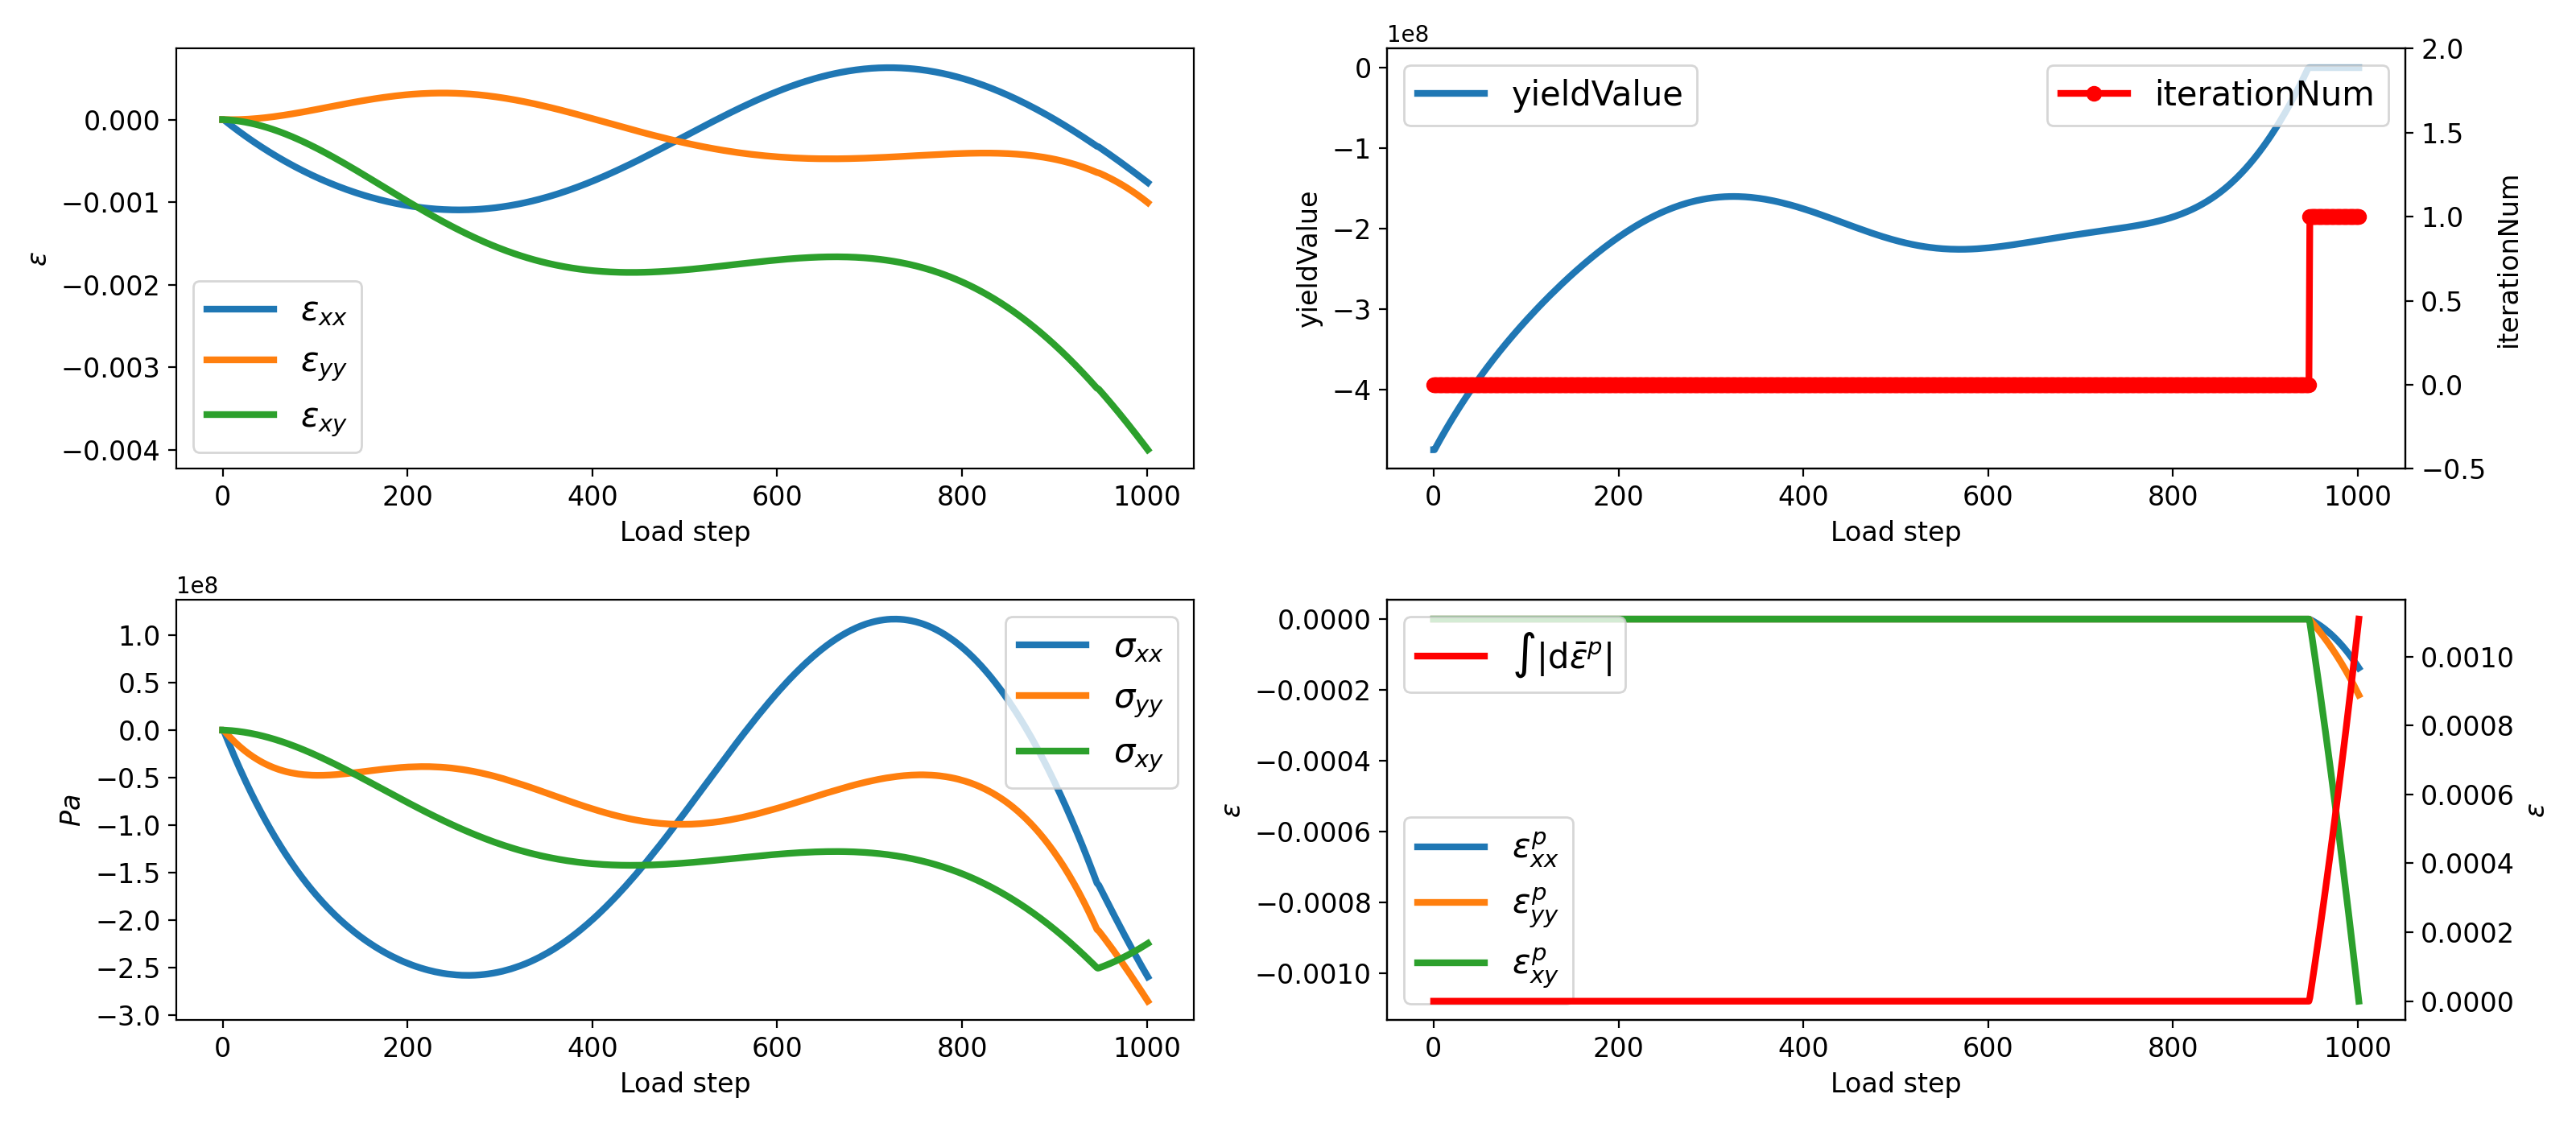 0.000
−0.001
−0.002
−0.003
−0.004
ε
ε_xx
ε_yy
ε_xy
0 200 400 600 800 1000
Load step
1e8
0
−1
−2
−3
−4
yieldValue
yieldValue
iterationNum
2.0
1.5
1.0
0.5
0.0
−0.5
iterationNum
0 200 400 600 800 1000
Load step
1e8
1.0
0.5
0.0
−0.5
−1.0
−1.5
−2.0
−2.5
−3.0
Pa
σ_xx
σ_yy
σ_xy
0 200 400 600 800 1000
Load step
0.0000
−0.0002
−0.0004
−0.0006
−0.0008
−0.0010
ε
∫|dε̄^p|
ε^p_xx
ε^p_yy
ε^p_xy
0.0010
0.0008
0.0006
0.0004
0.0002
0.0000
ε
0 200 400 600 800 1000
Load step